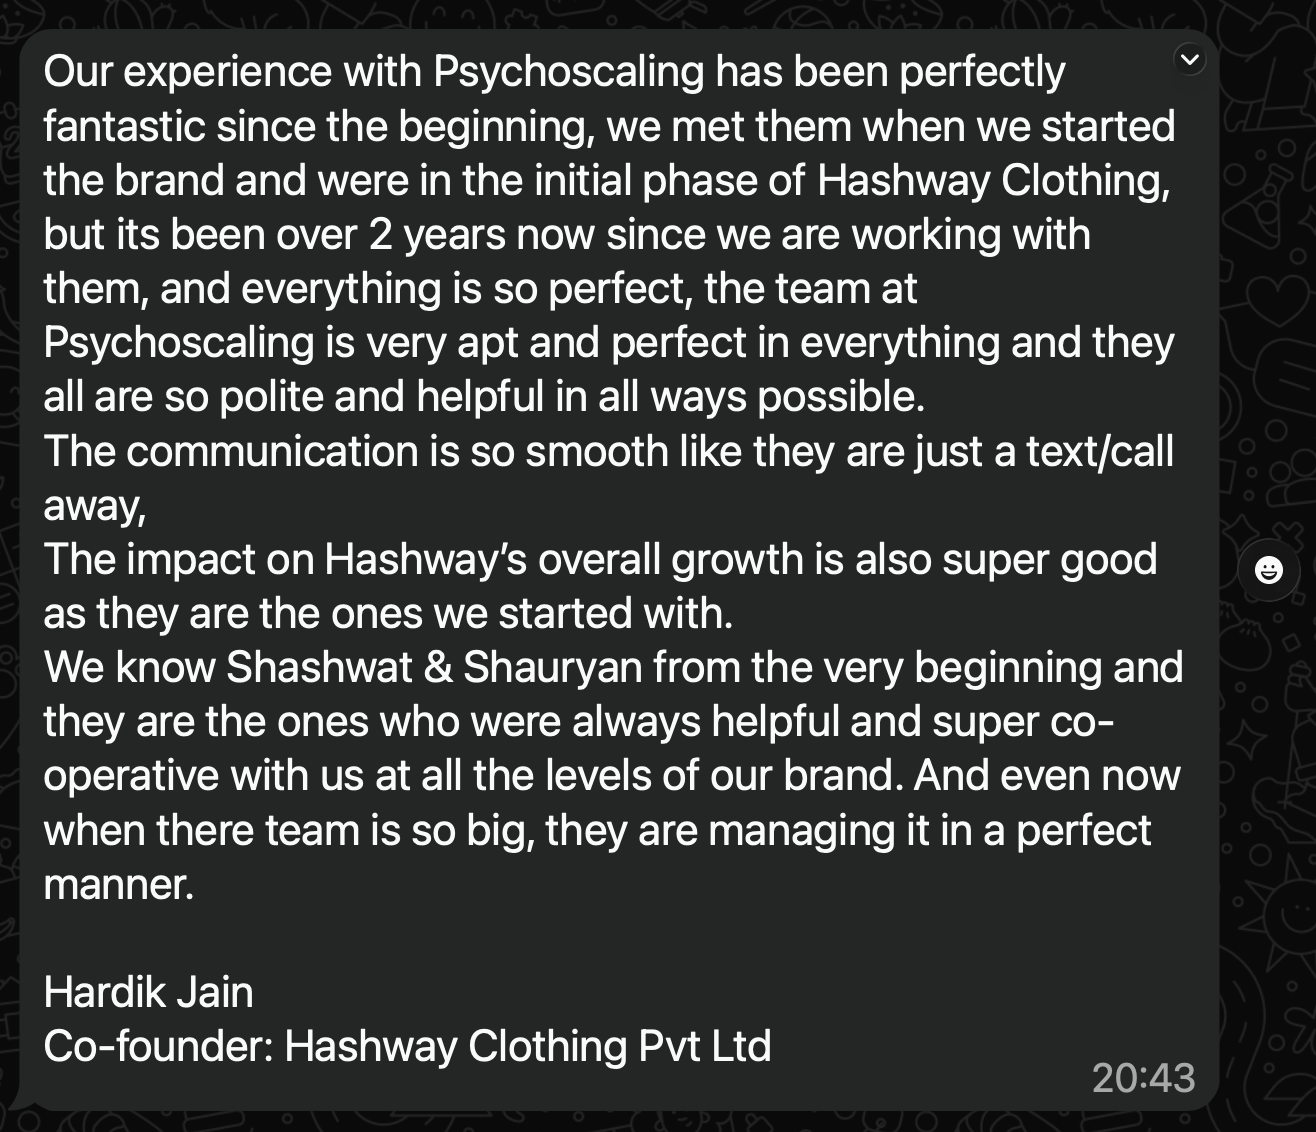 Our experience with Psychoscaling has been perfectly
fantastic since the beginning, we met them when we started
the brand and were in the initial phase of Hashway Clothing,
but its been over 2 years now since we are working with
them, and everything is so perfect, the team at
Psychoscaling is very apt and perfect in everything and they
all are so polite and helpful in all ways possible.
The communication is so smooth like they are just a text/call
away,
The impact on Hashway’s overall growth is also super good
as they are the ones we started with.
We know Shashwat & Shauryan from the very beginning and
they are the ones who were always helpful and super co-
operative with us at all the levels of our brand. And even now
when there team is so big, they are managing it in a perfect
manner.

Hardik Jain
Co-founder: Hashway Clothing Pvt Ltd
20:43